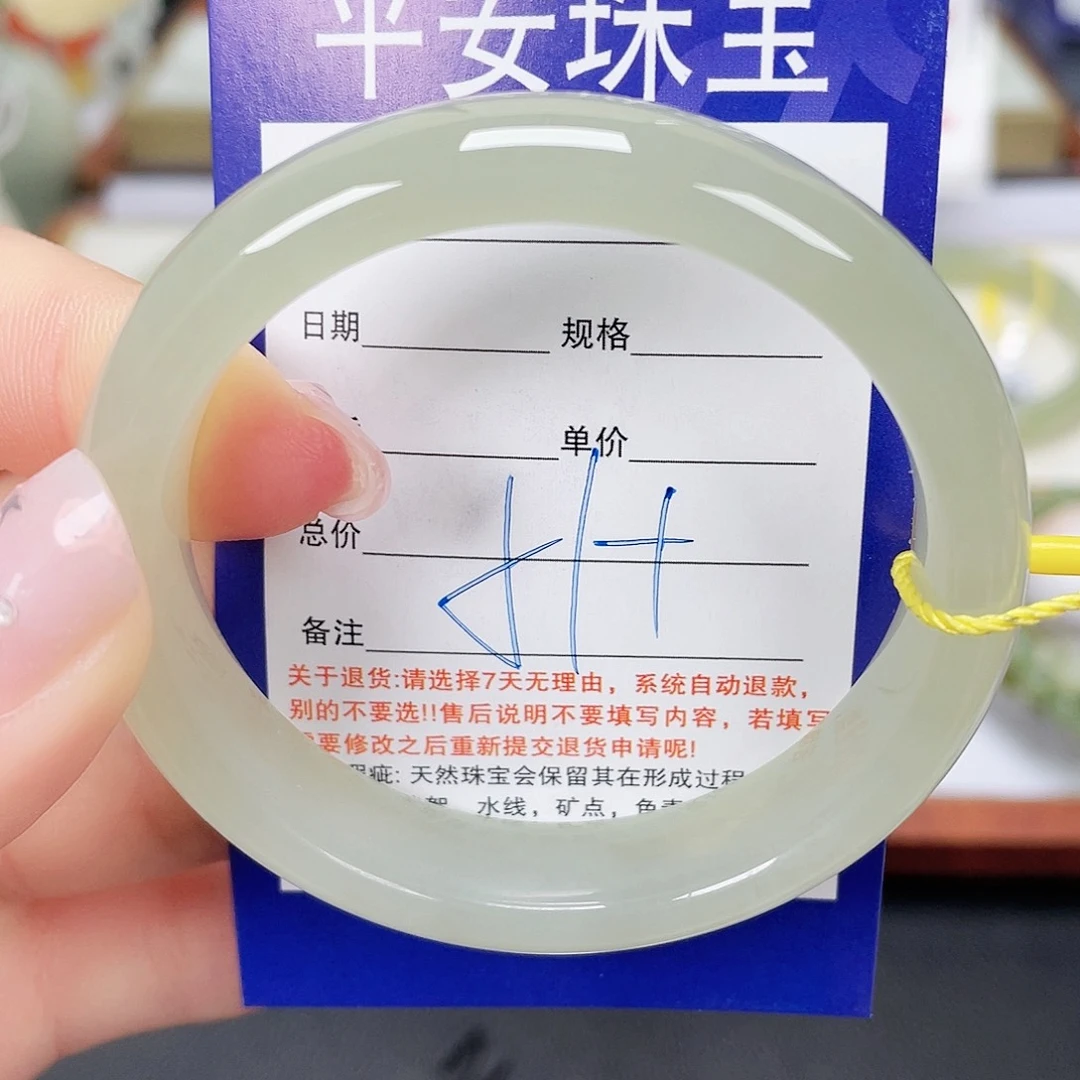 平安珠宝
日期 规格
单价
总价
备注
关于退货:请选择7天无理由，系统自动退款，
别的不要选!!售后说明不要填写内容，若填写
要修改之后重新提交退货申请呢!
瑕疵: 天然珠宝会保留其在形成过程
水线，矿点，色素